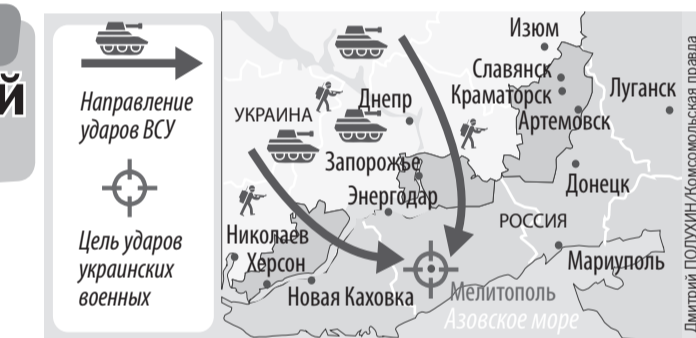 й
Направление
ударов ВСУ
Цель ударов
украинских
военных
Изюм
Славянск
Краматорск
Луганск
УКРАИНА
Днепр
Артемовск
Запорожье
Донецк
Энергодар
РОССИЯ
Николаев
Херсон
Мариуполь
Новая Каховка
Мелитополь
Азовское море
Дмитрий ПОЛУХИН/Комсомольская правда